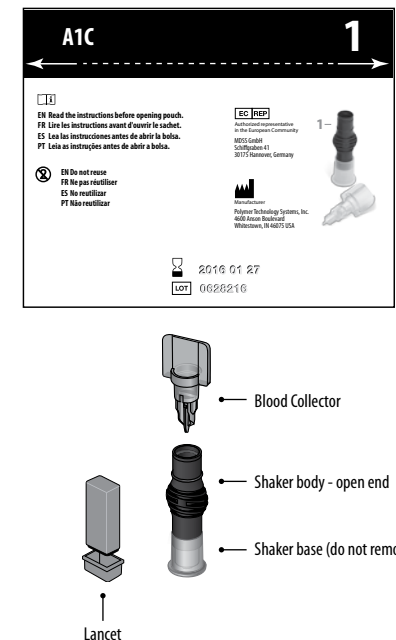 A1C
1
EN Read the instructions before opening pouch.
FR Lire les instructions avant d'ouvrir le sachet.
ES Lea las instrucciones antes de abrir la bolsa.
PT Leia as instruções antes de abrir a bolsa.
EN Do not reuse
FR Ne pas réutiliser
ES No reutilizar
PT Não reutilizar
EC REP
Authorized representative
in the European Community
MDSS GmbH
Schiffgraben 41
30175 Hannover, Germany
1
Manufacturer
Polymer Technology Systems, Inc.
4600 Anson Boulevard
Whitestown, IN 46075 USA
2016 01 27
LOT 0628216
Blood Collector
Shaker body - open end
Shaker base (do not remo
Lancet